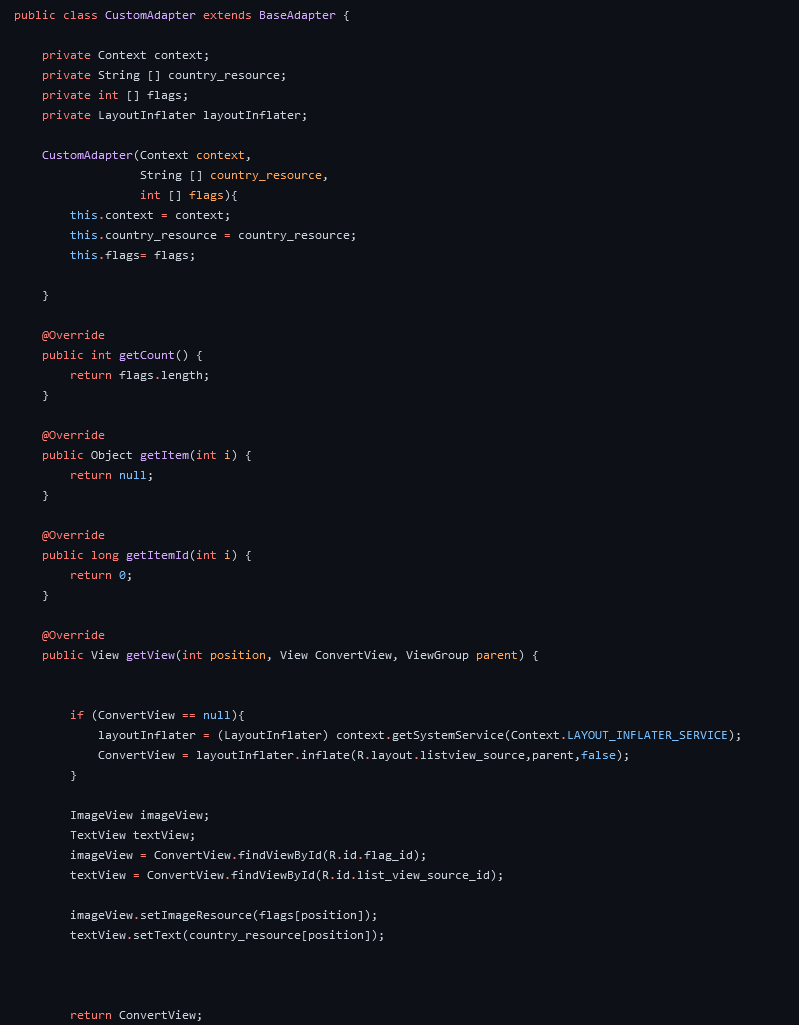 public class CustomAdapter extends BaseAdapter {
private Context context;
private String [] country_resource;
private int [] flags;
private LayoutInflater layoutInflater;
CustomAdapter(Context context,
String [] country_resource,
int [] flags){
this.context = context;
this.country_resource = country_resource;
this.flags= flags;
}
@Override
public int getCount() {
return flags.length;
}
@Override
public Object getItem(int i) {
return null;
}
@Override
public long getItemId(int i) {
return 0;
}
@Override
public View getView(int position, View ConvertView, ViewGroup parent) {
if (ConvertView == null){
layoutInflater = (LayoutInflater) context.getSystemService(Context.LAYOUT_INFLATER_SERVICE);
ConvertView = layoutInflater.inflate(R.layout.listview_source,parent,false);
}
ImageView imageView;
TextView textView;
imageView = ConvertView.findViewById(R.id.flag_id);
textView = ConvertView.findViewById(R.id.list_view_source_id);
imageView.setImageResource(flags[position]);
textView.setText(country_resource[position]);
return ConvertView;